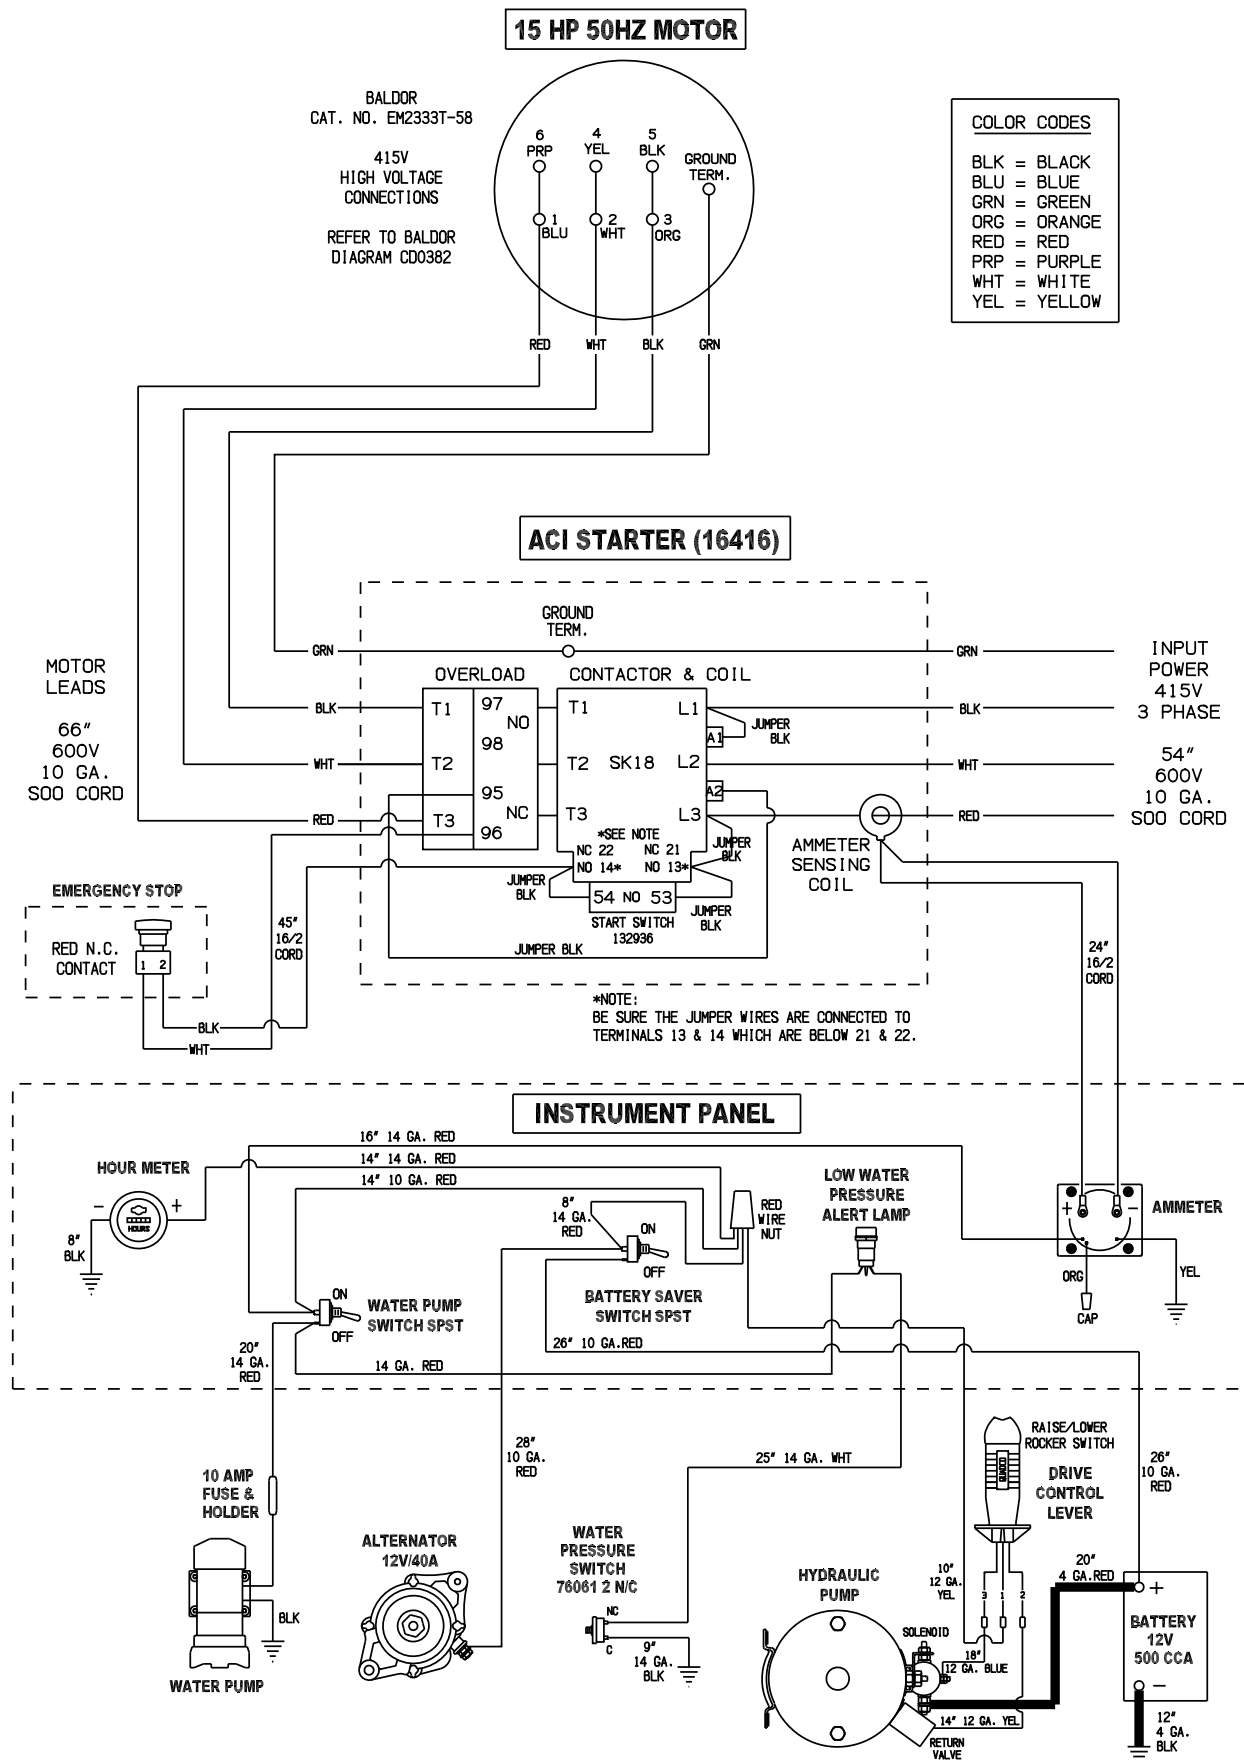 15 HP 50HZ MOTOR
BALDOR
CAT. NO. EM2333T-58
415V
HIGH VOLTAGE
CONNECTIONS
REFER TO BALDOR
DIAGRAM CD0382
6
PRP
4
YEL
5
BLK
GROUND
TERM.
1
BLU
2
WHT
3
ORG
COLOR CODES
BLK = BLACK
BLU = BLUE
GRN = GREEN
ORG = ORANGE
RED = RED
PRP = PURPLE
WHT = WHITE
YEL = YELLOW
RED
WHT
BLK
GRN
ACI STARTER (16416)
GROUND
TERM.
GRN
GRN
MOTOR
LEADS
66"
600V
10 GA.
SOO CORD
INPUT
POWER
415V
3 PHASE
54"
600V
10 GA.
SOO CORD
OVERLOAD
CONTACTOR & COIL
BLK
T1
97
NO
98
T1
L1
A1
JUMPER
BLK
BLK
WHT
T2
T2
SK18
L2
WHT
95
A2
RED
T3
NC
96
T3
L3
RED
*SEE NOTE
NC 22
NC 21
NO 14*
NO 13*
JUMPER
BLK
JUMPER
BLK
54 NO 53
JUMPER
BLK
START SWITCH
132936
JUMPER BLK
AMMETER
SENSING
COIL
EMERGENCY STOP
RED N.C.
CONTACT
1 2
45"
16/2
CORD
BLK
WHT
24"
16/2
CORD
*NOTE:
BE SURE THE JUMPER WIRES ARE CONNECTED TO
TERMINALS 13 & 14 WHICH ARE BELOW 21 & 22.
INSTRUMENT PANEL
16" 14 GA. RED
14" 14 GA. RED
14" 10 GA. RED
HOUR METER
- +
HOURS
8"
BLK
8"
14 GA.
RED
ON
OFF
BATTERY SAVER
SWITCH SPST
RED
WIRE
NUT
LOW WATER
PRESSURE
ALERT LAMP
+ -
AMMETER
ORG
CAP
YEL
ON
OFF
WATER PUMP
SWITCH SPST
20"
14 GA.
RED
14 GA. RED
26" 10 GA.RED
28"
10 GA.
RED
25" 14 GA. WHT
RAISE/LOWER
ROCKER SWITCH
DRIVE
CONTROL
LEVER
26"
10 GA.
RED
10 AMP
FUSE &
HOLDER
BLK
WATER PUMP
ALTERNATOR
12V/40A
WATER
PRESSURE
SWITCH
76061 2 N/C
NC
C
9"
14 GA.
BLK
HYDRAULIC
PUMP
10"
12 GA.
YEL
3 1 2
20"
4 GA.RED
SOLENOID
18"
12 GA. BLUE
14" 12 GA. YEL
RETURN
VALVE
+
BATTERY
12V
500 CCA
-
12"
4 GA.
BLK